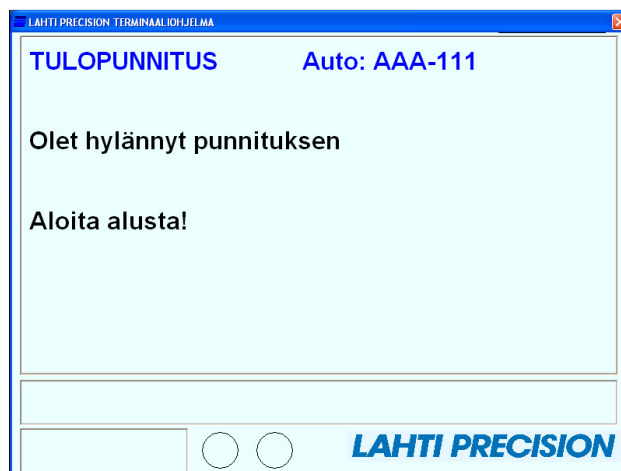 LAHTI PRECISION TERMINAALIOHJELMA
TULOPUNNITUS Auto: AAA-111
Olet hylännyt punnituksen
Aloita alusta!
LAHTI PRECISION